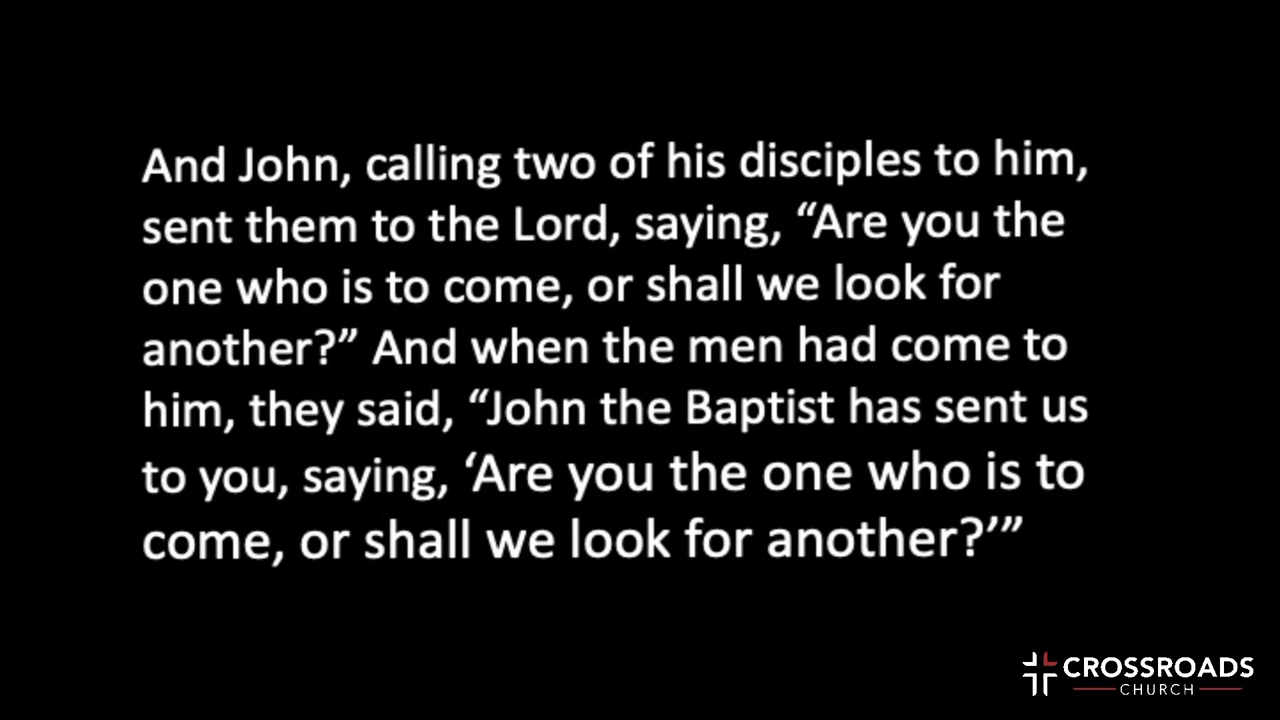 And John, calling two of his disciples to him,
sent them to the Lord, saying, “Are you the
one who is to come, or shall we look for
another?” And when the men had come to
him, they said, “John the Baptist has sent us
to you, saying, ‘Are you the one who is to
come, or shall we look for another?’”
CROSSROADS
CHURCH